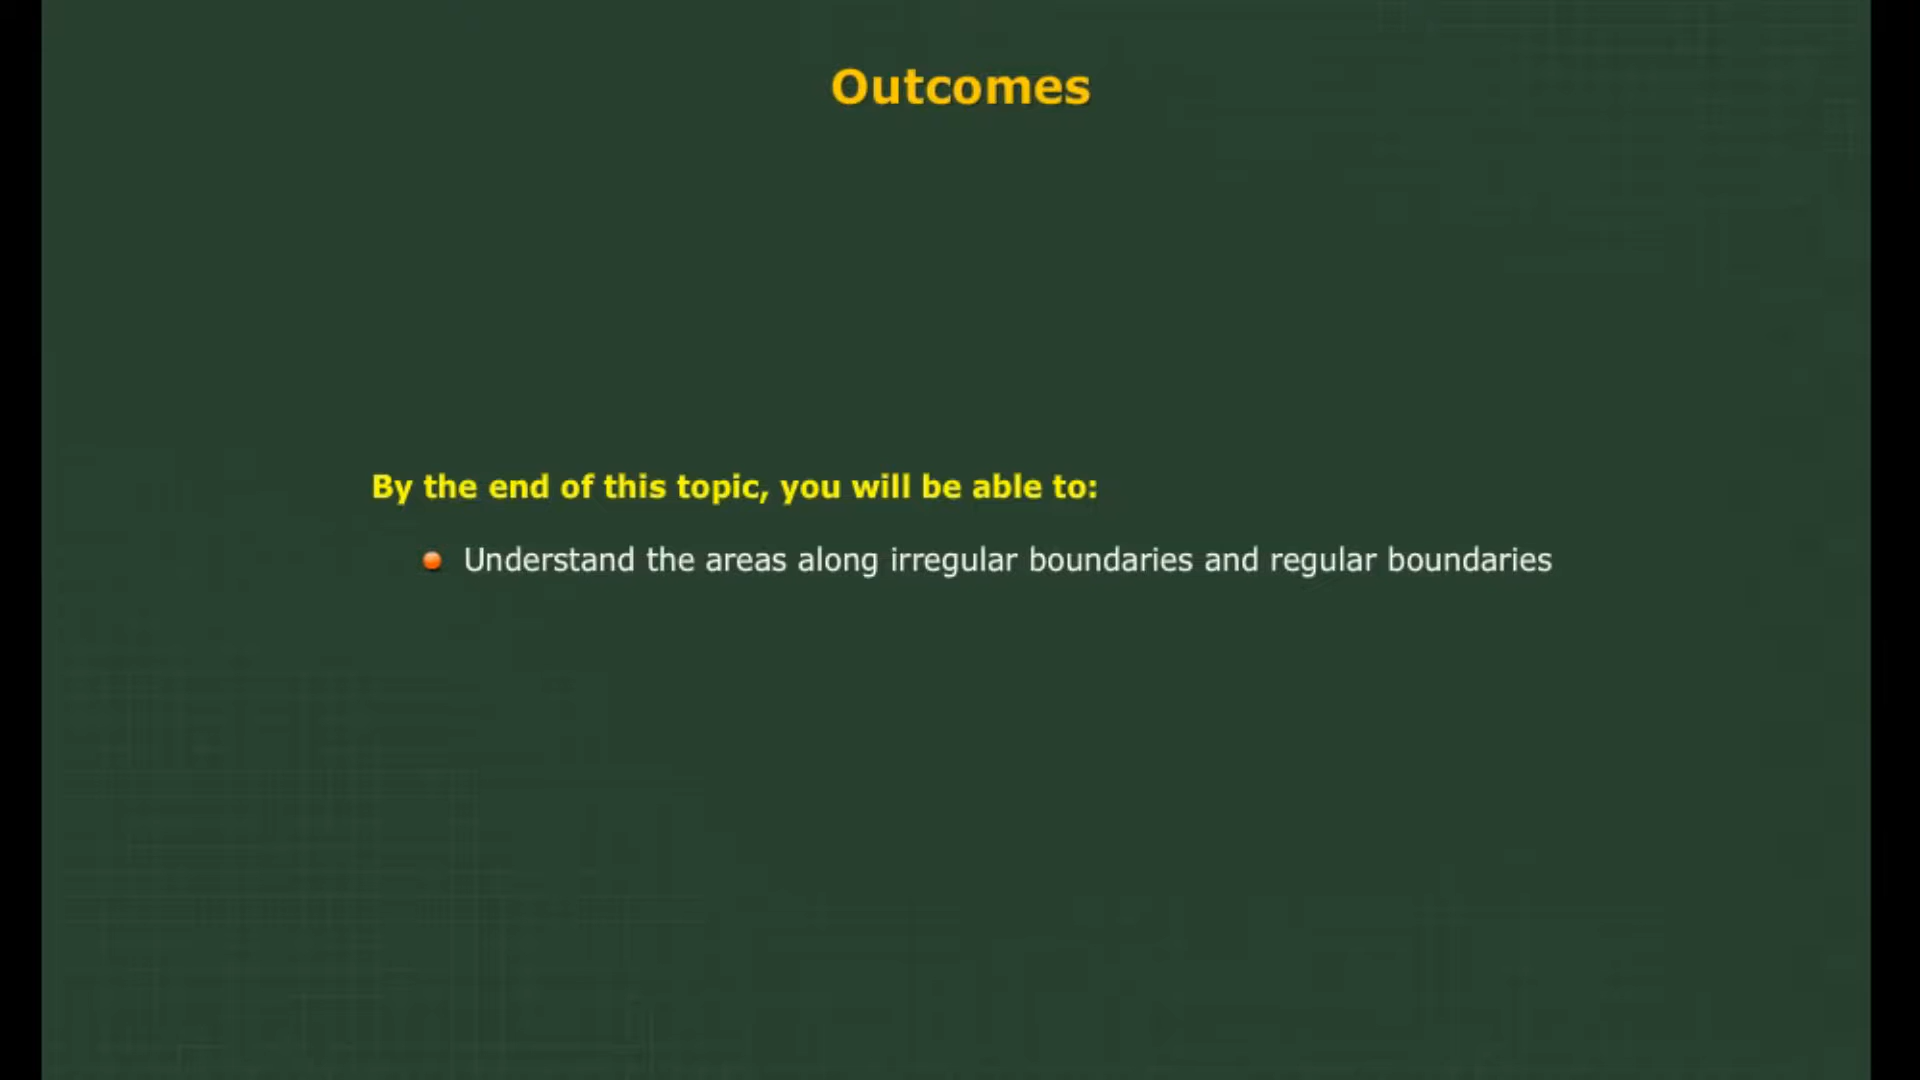 Outcomes
By the end of this topic, you will be able to:
Understand the areas along irregular boundaries and regular boundaries